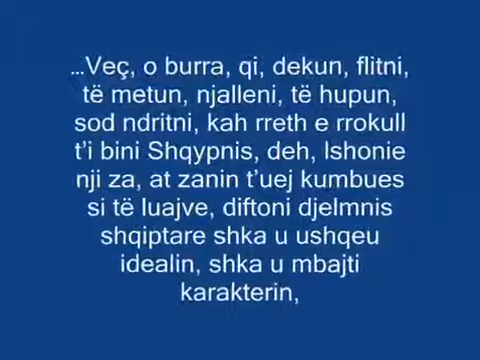 ...Veç, o burra, qi, dekun, flitni,
të metun, njalleni, të hupun,
sod ndritni, kah rreth e rrokull
t'i bini Shqypnis, deh, lshonie
nji za, at zanin t'uej kumbues
si të luajve, diftoni djelmnis
shqiptare shka u ushqeu
idealin, shka u mbajti
karakterin,